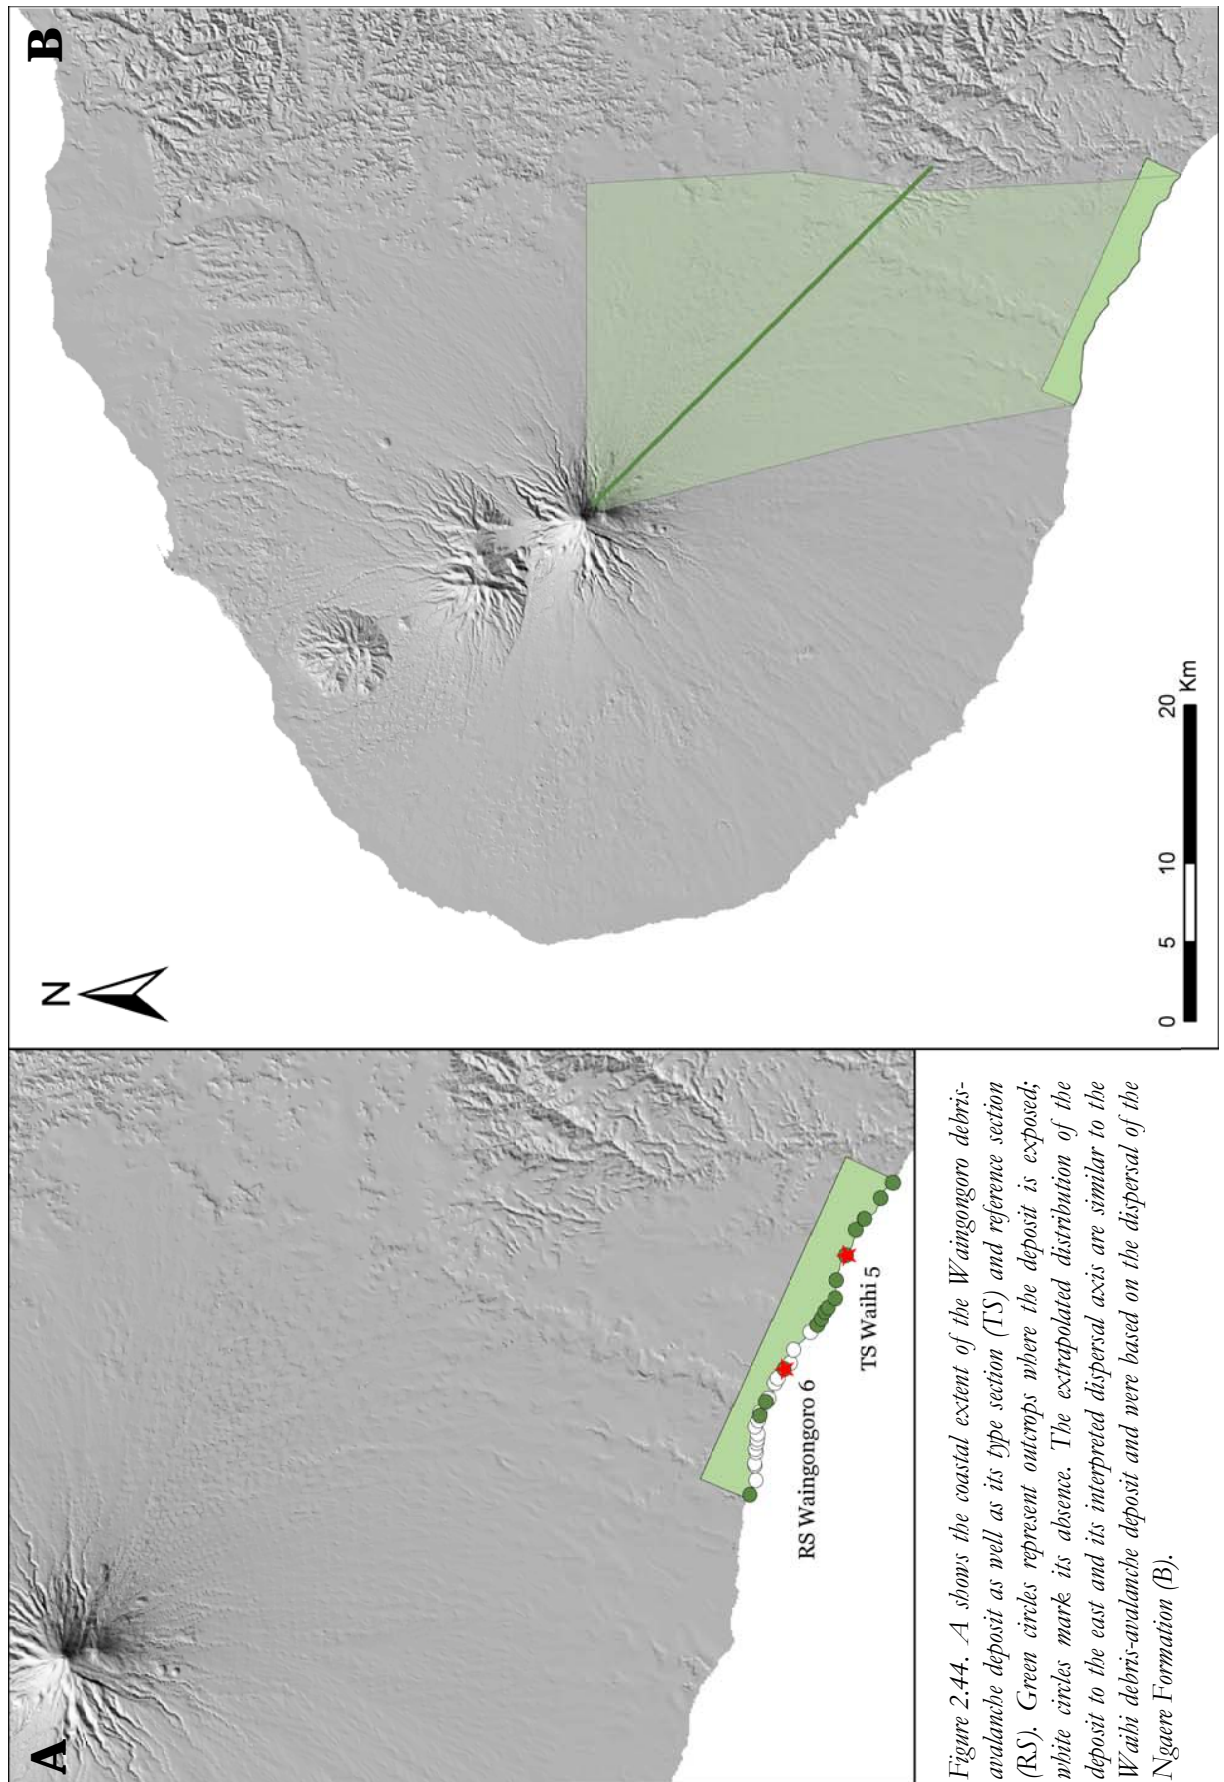 A
RS Waingongoro 6
TS Waihi 5
B
N
0 5 10 20
Km
Figure 2.44. A shows the coastal extent of the Waingongoro debris-
avalanche deposit as well as its type section (TS) and reference section
(RS). Green circles represent outcrops where the deposit is exposed;
white circles mark its absence. The extrapolated distribution of the
deposit to the east and its interpreted dispersal axis are similar to the
Waihi debris-avalanche deposit and were based on the dispersal of the
Ngaere Formation (B).